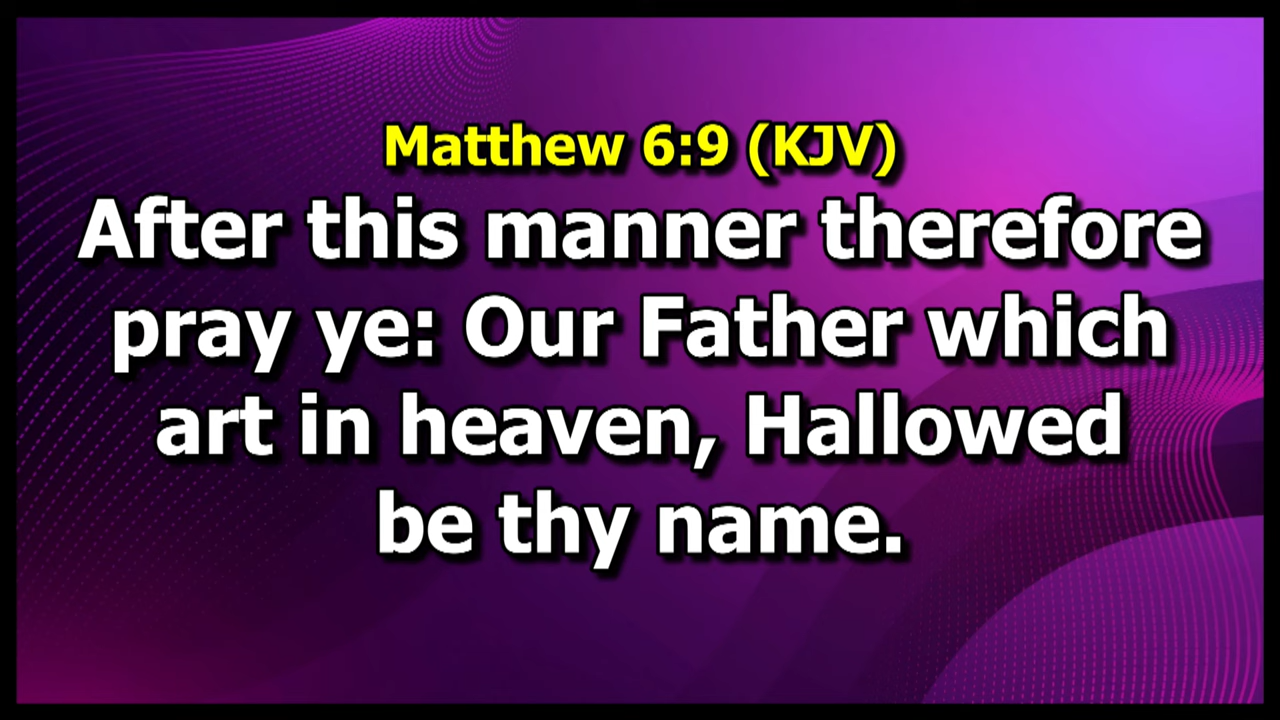 Matthew 6:9 (KJV)
After this manner therefore
pray ye: Our Father which
art in heaven, Hallowed
be thy name.